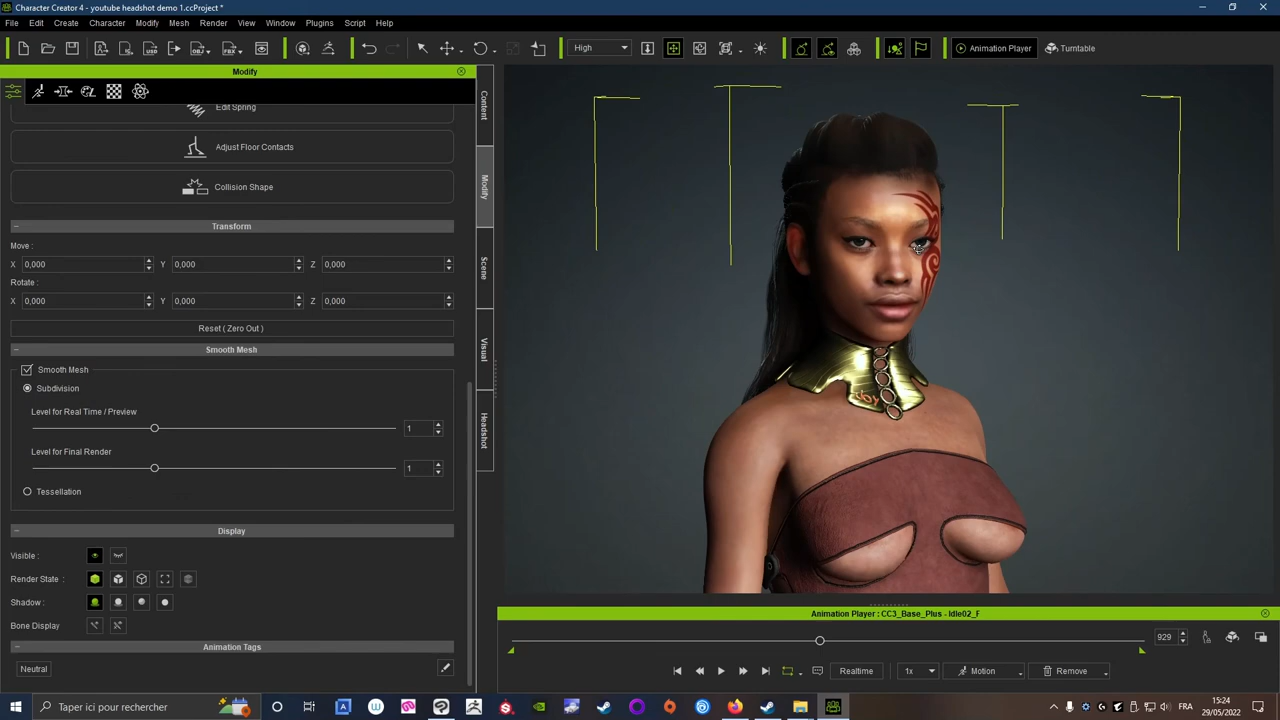 Character Creator 4 - youtube headshot demo 1.ccProject *
File Edit Create Character Modify Mesh Render View Window Plugins Script Help
High
Animation Player
Turntable
Modify
Edit Spring
Adjust Floor Contacts
Collision Shape
Transform
Move :
X 0,000 Y 0,000 Z 0,000
Rotate :
X 0,000 Y 0,000 Z 0,000
Reset ( Zero Out )
Smooth Mesh
Smooth Mesh
Subdivision
Level for Real Time / Preview
1
Level for Final Render
1
Tessellation
Display
Visible :
Render State :
Shadow :
Bone Display
Animation Tags
Neutral
Content
Modify
Scene
Visual
Headshot
Animation Player : CC3_Base_Plus - Idle02_F
929
Realtime 1x Motion Remove
Taper ici pour rechercher
FRA
15:24
29/05/2022